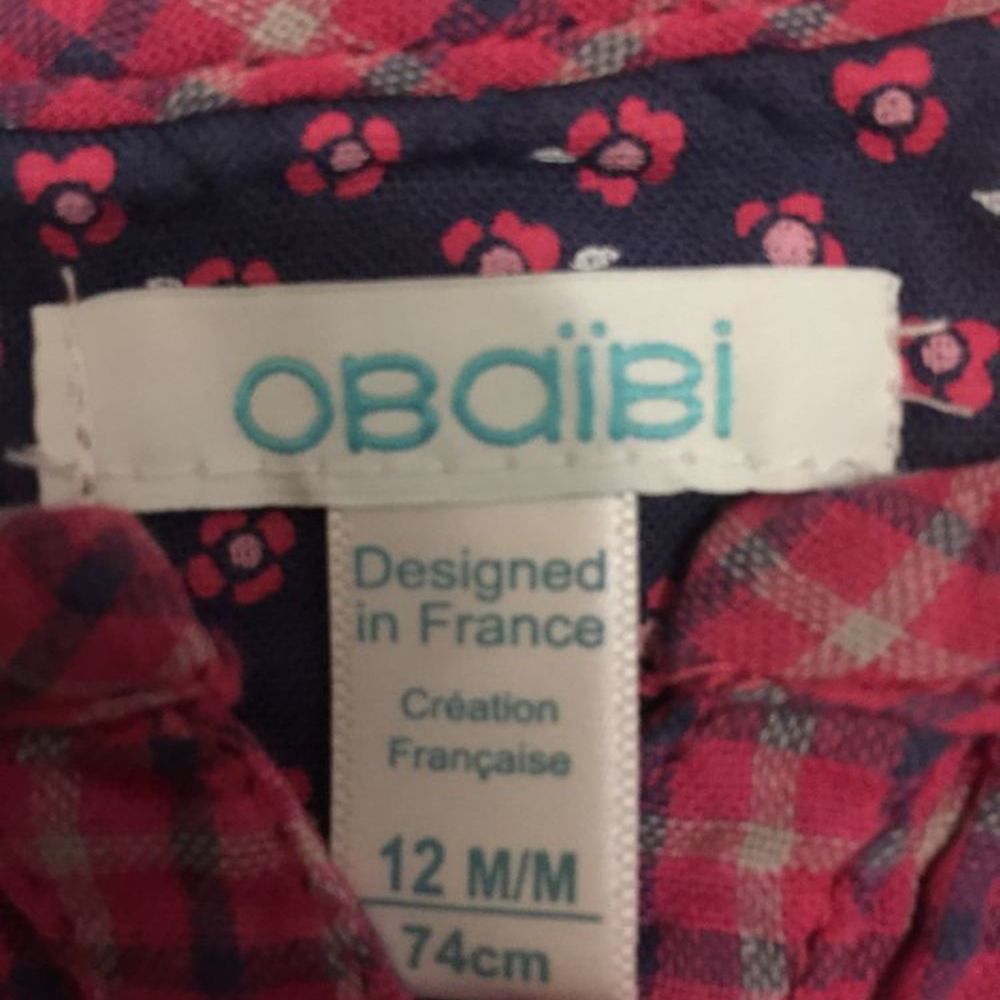 OBaïBi
Designed
in France
Création
Française
12 M/M
74cm